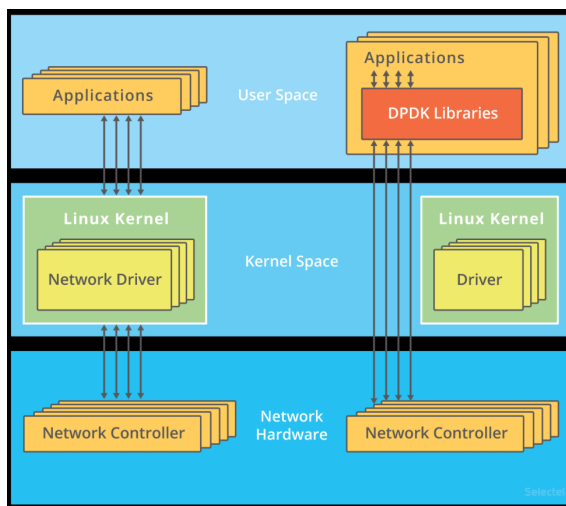 Applications
User Space
Applications
DPDK Libraries
Linux Kernel
Network Driver
Kernel Space
Linux Kernel
Driver
Network Controller
Network
Hardware
Network Controller
Selectel